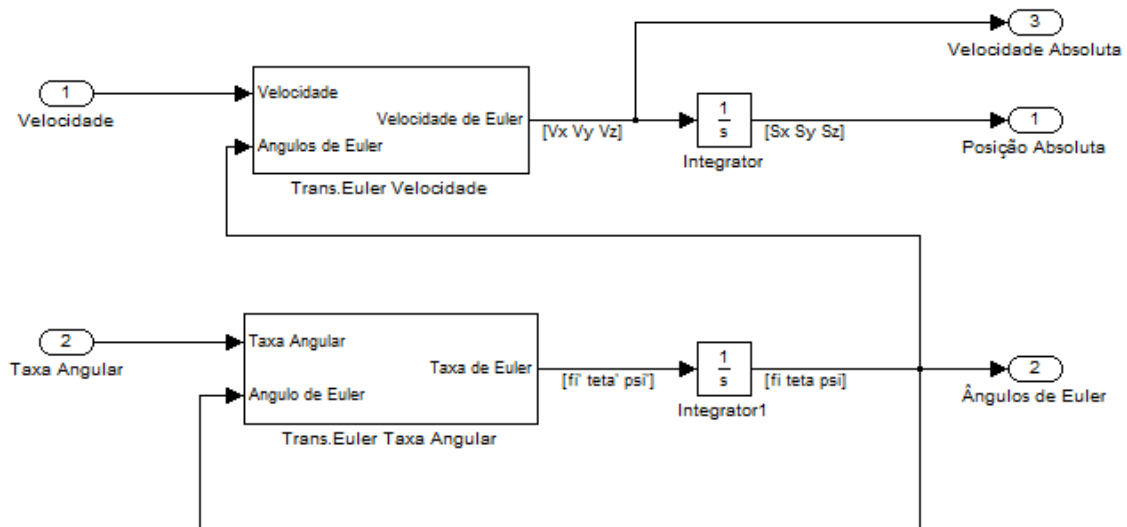 3
Velocidade Absoluta
1
Velocidade
Velocidade
Velocidade de Euler
Angulos de Euler
Trans.Euler Velocidade
[Vx Vy Vz]
1
s
Integrator
[Sx Sy Sz]
1
Posição Absoluta
2
Taxa Angular
Taxa Angular
Taxa de Euler
Angulo de Euler
Trans.Euler Taxa Angular
[fi' teta' psi']
1
s
Integrator1
[fi teta psi]
2
Ângulos de Euler